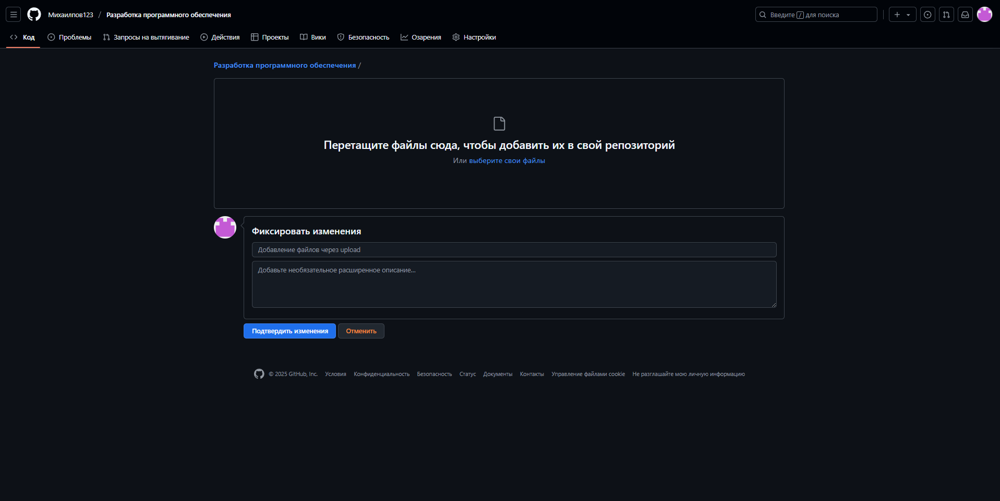 Михаилпов123 / Разработка программного обеспечения
Введите / для поиска
Код Проблемы Запросы на вытягивание Действия Проекты Вики Безопасность Озарения Настройки
Разработка программного обеспечения /
Перетащите файлы сюда, чтобы добавить их в свой репозиторий
Или выберите свои файлы
Фиксировать изменения
Добавление файлов через upload
Добавьте необязательное расширенное описание...
Подтвердить изменения Отменить
© 2025 GitHub, Inc. Условия Конфиденциальность Безопасность Статус Документы Контакты Управление файлами cookie Не разглашайте мою личную информацию